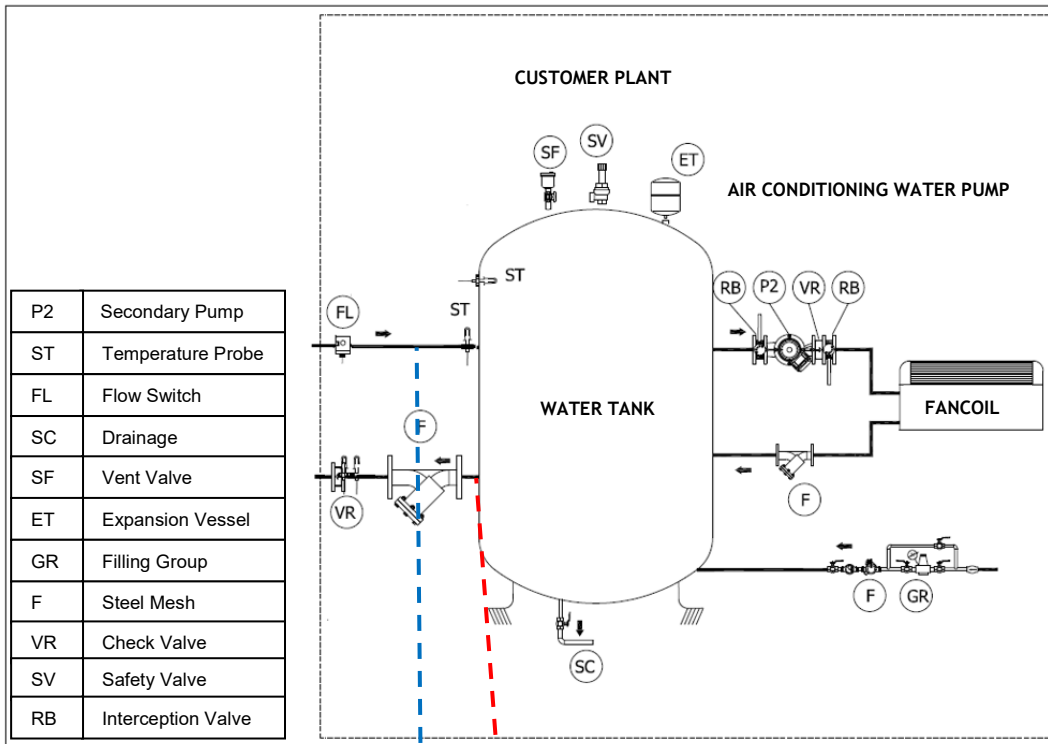 CUSTOMER PLANT
SV
SF
ET
AIR CONDITIONING WATER PUMP
ST
RB P2 VR RB
FL
ST
WATER TANK
FANCOIL
F
VR
F
F GR
SC
P2 Secondary Pump
ST Temperature Probe
FL Flow Switch
SC Drainage
SF Vent Valve
ET Expansion Vessel
GR Filling Group
F Steel Mesh
VR Check Valve
SV Safety Valve
RB Interception Valve